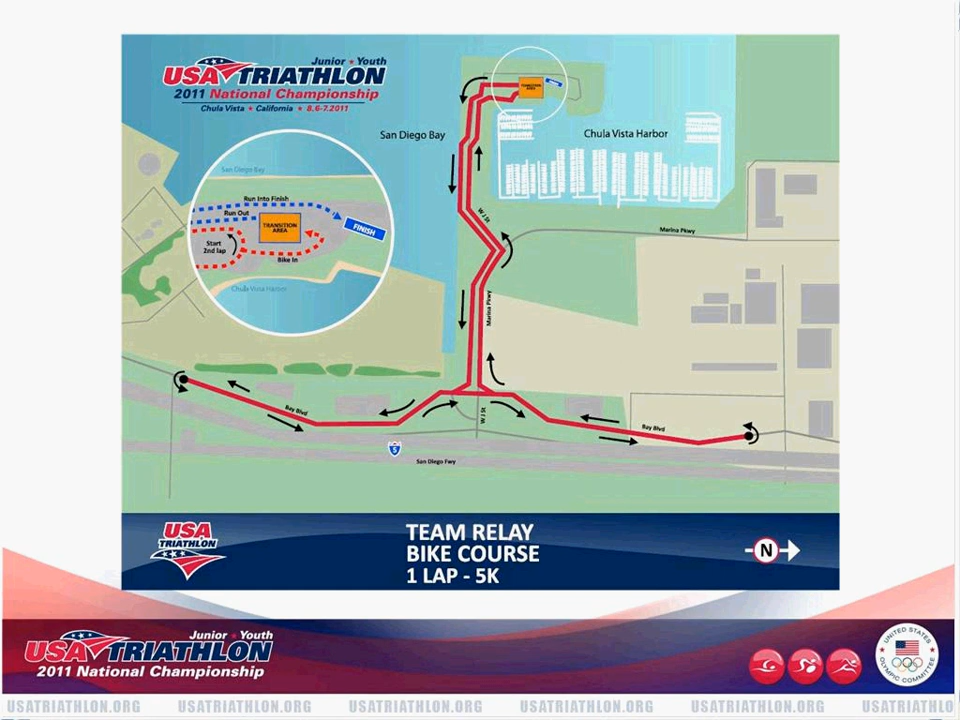 Junior ★ Youth
USA TRIATHLON
2011 National Championship
Chula Vista ★ California ★ 8.6-7.2011
TRANSITION AREA
FINISH
San Diego Bay
Chula Vista Harbor
San Diego Bay
Run Into Finish
Run Out
TRANSITION
AREA
FINISH
Start
2nd lap
Bike In
Chula Vista Harbor
W J St
Marina Pkwy
Marina Pkwy
Bay Blvd
W J St
Bay Blvd
5
San Diego Fwy
USA
TRIATHLON
TEAM RELAY
BIKE COURSE
1 LAP - 5K
N
Junior ★ Youth
USA TRIATHLON
2011 National Championship
UNITED STATES
OLYMPIC COMMITTEE
USATRIATHLON.ORG USATRIATHLON.ORG USATRIATHLON.ORG USATRIATHLON.ORG USATRIATHLON.ORG USATRIATHLO